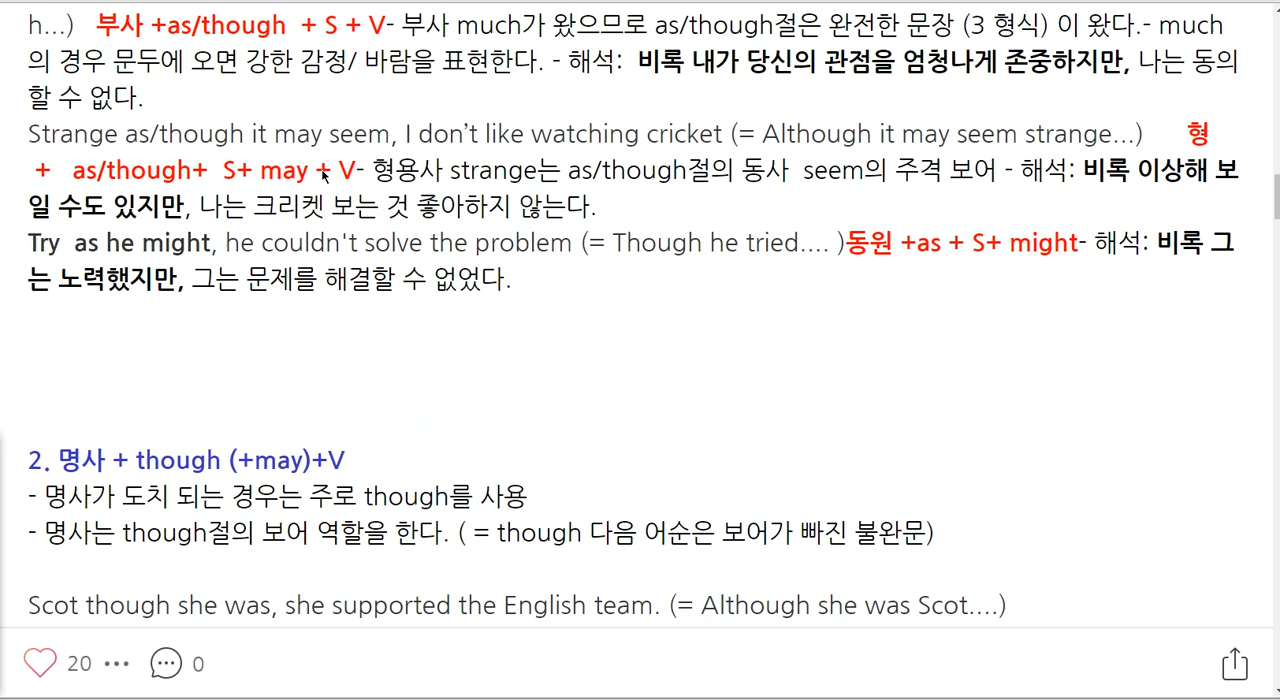 h...)   부사 +as/though  + S + V- 부사 much가 왔으므로 as/though절은 완전한 문장 (3 형식) 이 왔다.- much
의 경우 문두에 오면 강한 감정/ 바람을 표현한다. - 해석:  비록 내가 당신의 관점을 엄청나게 존중하지만, 나는 동의
할 수 없다.
Strange as/though it may seem, I don’t like watching cricket (= Although it may seem strange...)      형
+   as/though+  S+ may + V- 형용사 strange는 as/though절의 동사  seem의 주격 보어 - 해석: 비록 이상해 보
일 수도 있지만, 나는 크리켓 보는 것 좋아하지 않는다.
Try  as he might, he couldn't solve the problem (= Though he tried.... )동원 +as + S+ might- 해석: 비록 그
는 노력했지만, 그는 문제를 해결할 수 없었다.
2. 명사 + though (+may)+V
- 명사가 도치 되는 경우는 주로 though를 사용
- 명사는 though절의 보어 역할을 한다. ( = though 다음 어순은 보어가 빠진 불완문)
Scot though she was, she supported the English team. (= Although she was Scot....)
20 ••• 0